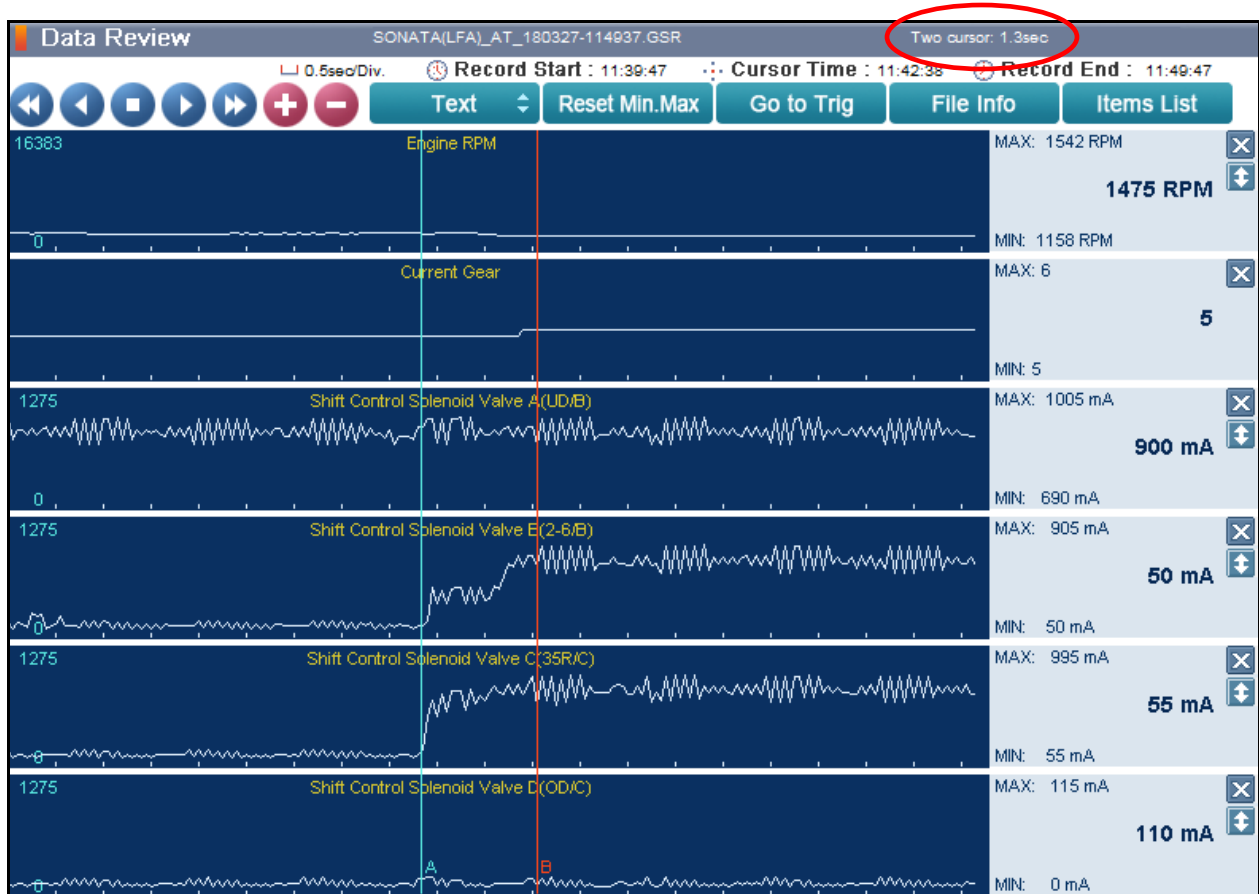 Data Review SONATA(LFA)_AT_180327-114937.GSR Two cursor: 1.3sec
0.5sec/Div. Record Start : 11:39:47 Cursor Time : 11:42:38 Record End : 11:49:47
Text Reset Min.Max Go to Trig File Info Items List
16383 Engine RPM MAX: 1542 RPM
1475 RPM
0 MIN: 1158 RPM
Current Gear MAX: 6
5
MIN: 5
1275 Shift Control Solenoid Valve A(UD/B) MAX: 1005 mA
900 mA
0 MIN: 690 mA
1275 Shift Control Solenoid Valve B(2-6/B) MAX: 905 mA
50 mA
0 MIN: 50 mA
1275 Shift Control Solenoid Valve C(35R/C) MAX: 995 mA
55 mA
0 MIN: 55 mA
1275 Shift Control Solenoid Valve D(OD/C) MAX: 115 mA
110 mA
A B
0 MIN: 0 mA